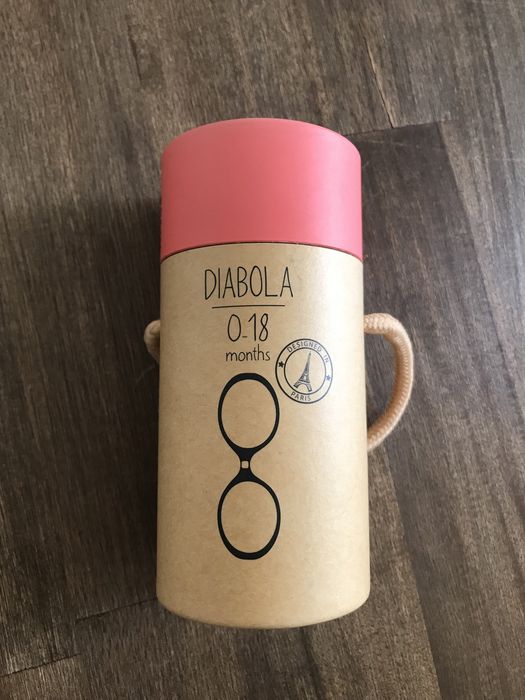 DIABOLA
0-18
months
DESIGNED IN
PARIS